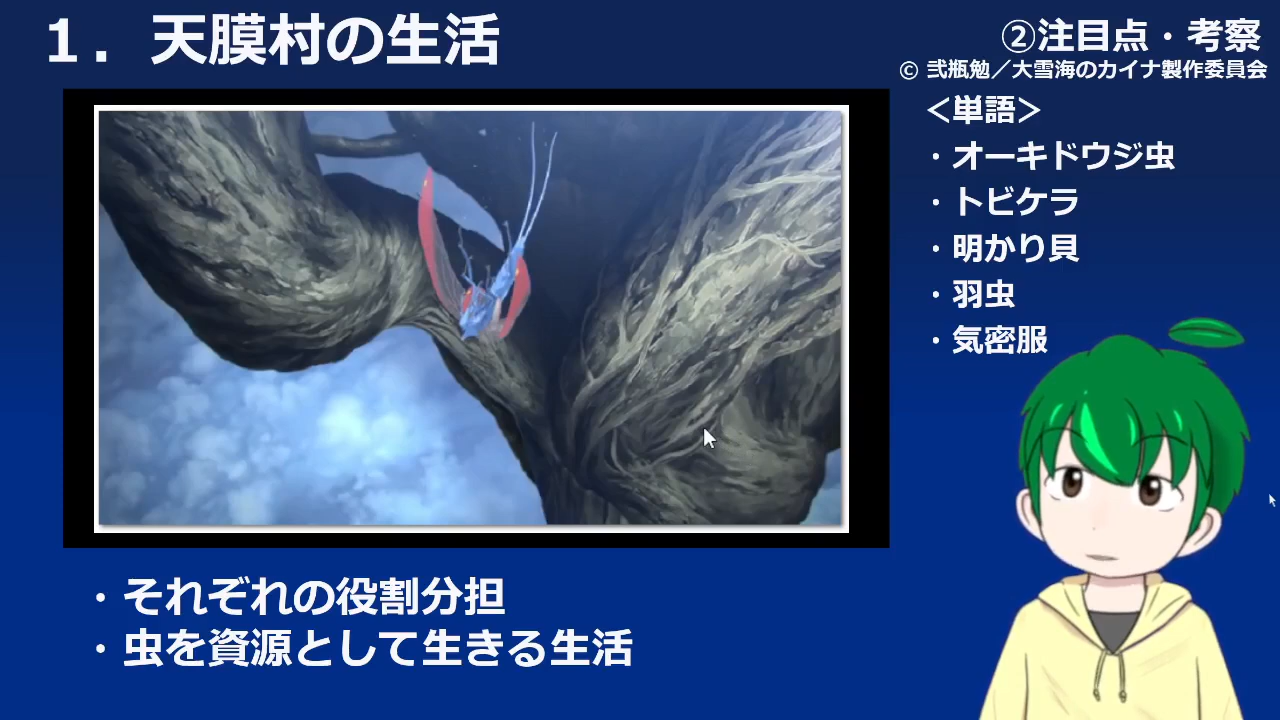 １．天膜村の生活
②注目点・考察
© 弐瓶勉／大雪海のカイナ製作委員会
＜単語＞
・オーキドウジ虫
・トビケラ
・明かり貝
・羽虫
・気密服
・それぞれの役割分担
・虫を資源として生きる生活